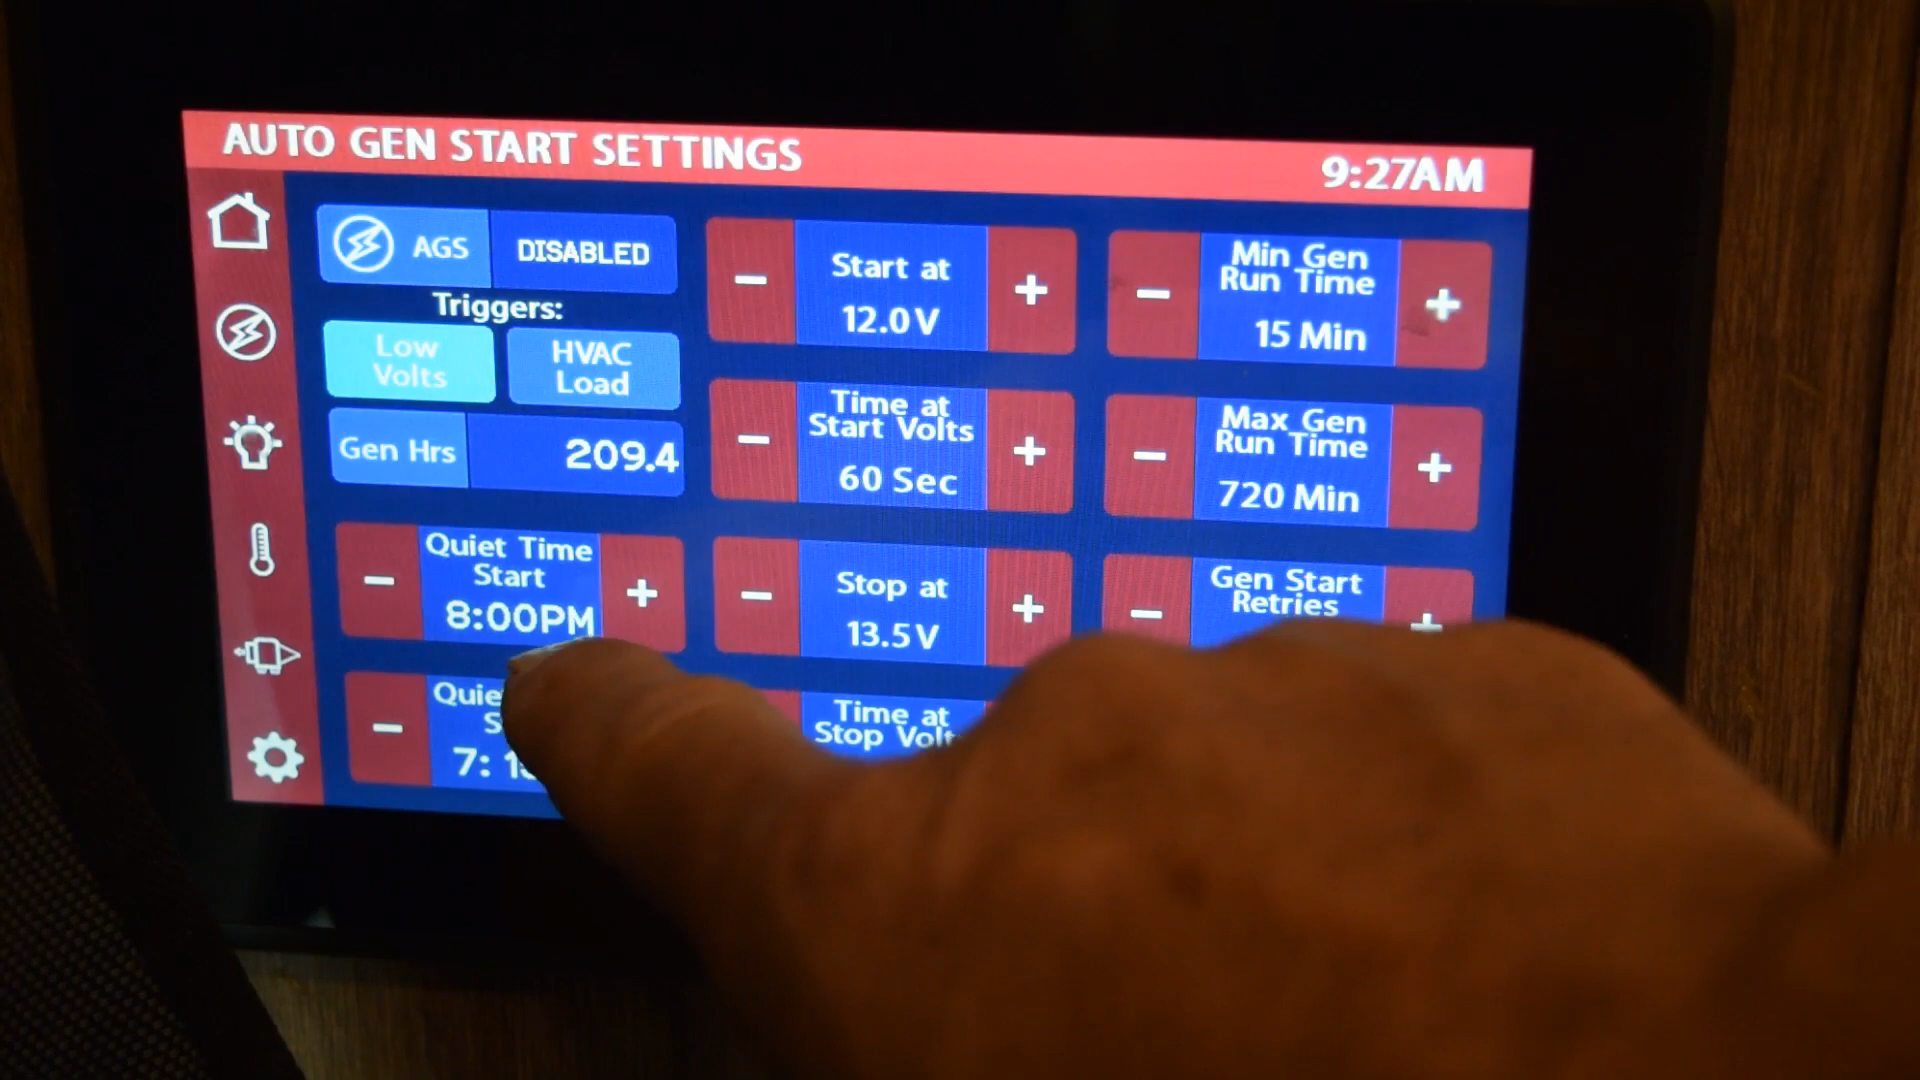 AUTO GEN START SETTINGS
9:27AM
AGS
DISABLED
Triggers:
Low
Volts
HVAC
Load
Gen Hrs
209.4
Quiet Time
Start
8:00PM
7:
Start at
12.0V
Time at
Start Volts
60 Sec
Stop at
13.5V
Time at
Stop
Min Gen
Run Time
15 Min
Max Gen
Run Time
720 Min
Gen Start
Retries